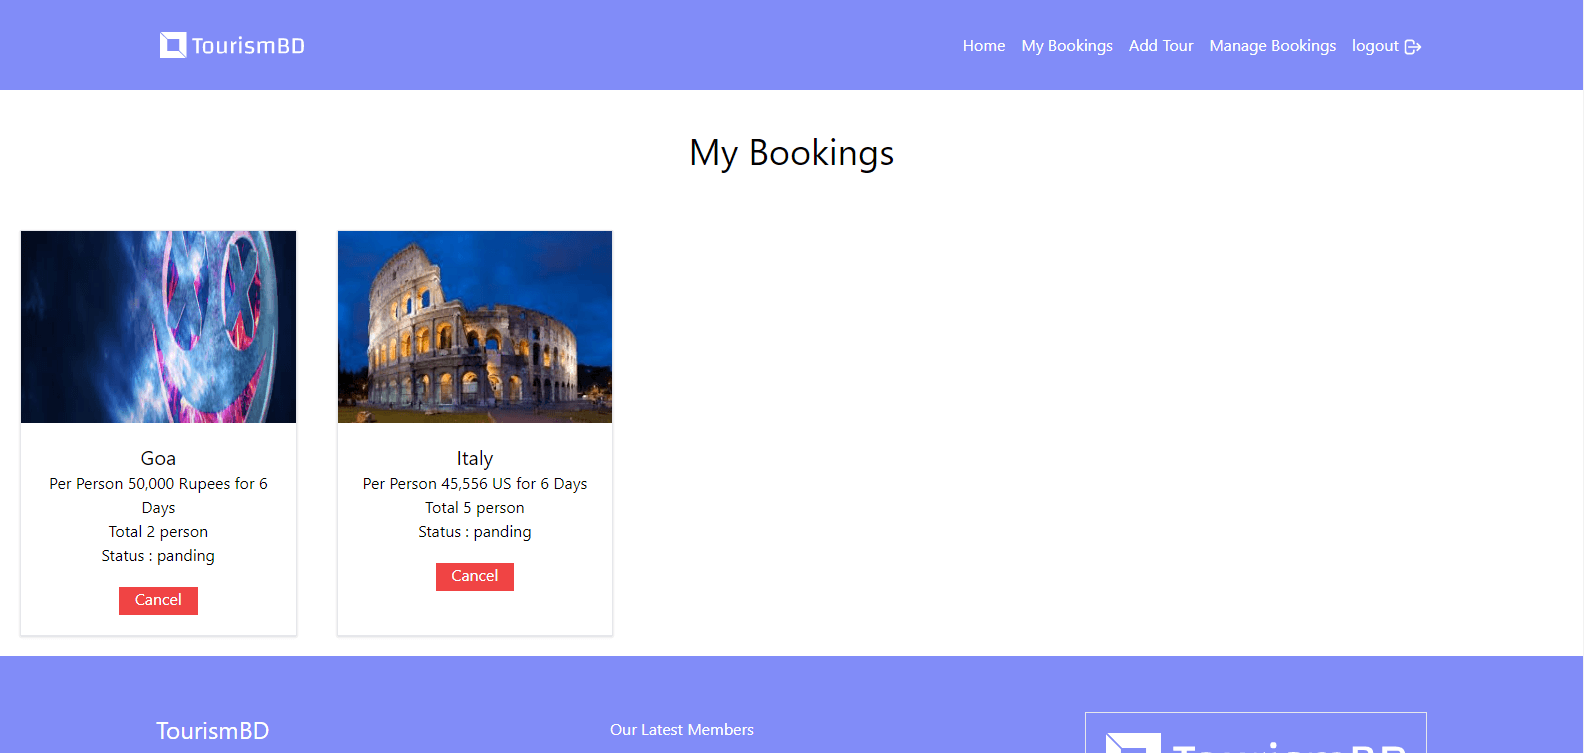 TourismBD
Home My Bookings Add Tour Manage Bookings logout
My Bookings
Goa
Per Person 50,000 Rupees for 6
Days
Total 2 person
Status : panding
Cancel
Italy
Per Person 45,556 US for 6 Days
Total 5 person
Status : panding
Cancel
TourismBD
Our Latest Members
TourismBD